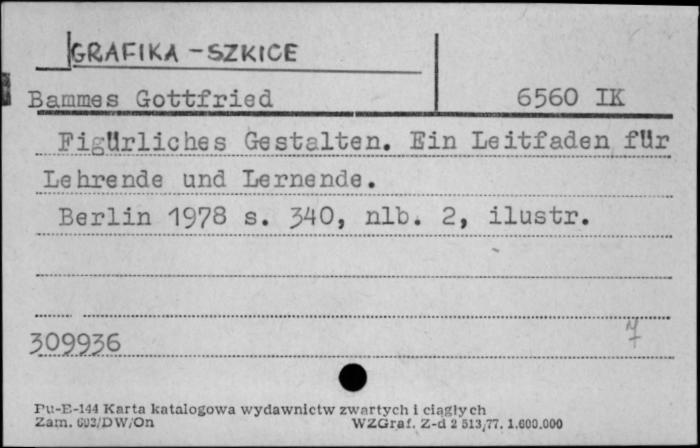 GRAFIKA - SZKICE
Bammes Gottfried 6560 IK
Figürliches Gestalten. Ein Leitfaden für
Lehrende und Lernende.
Berlin 1978 s. 340, nlb. 2, ilustr.
309936 7
Pu-E-144 Karta katalogowa wydawnictw zwartych i ciągłych
Zam. /DW/On WZGraf. Z-d 2 513/77. 1.600.000